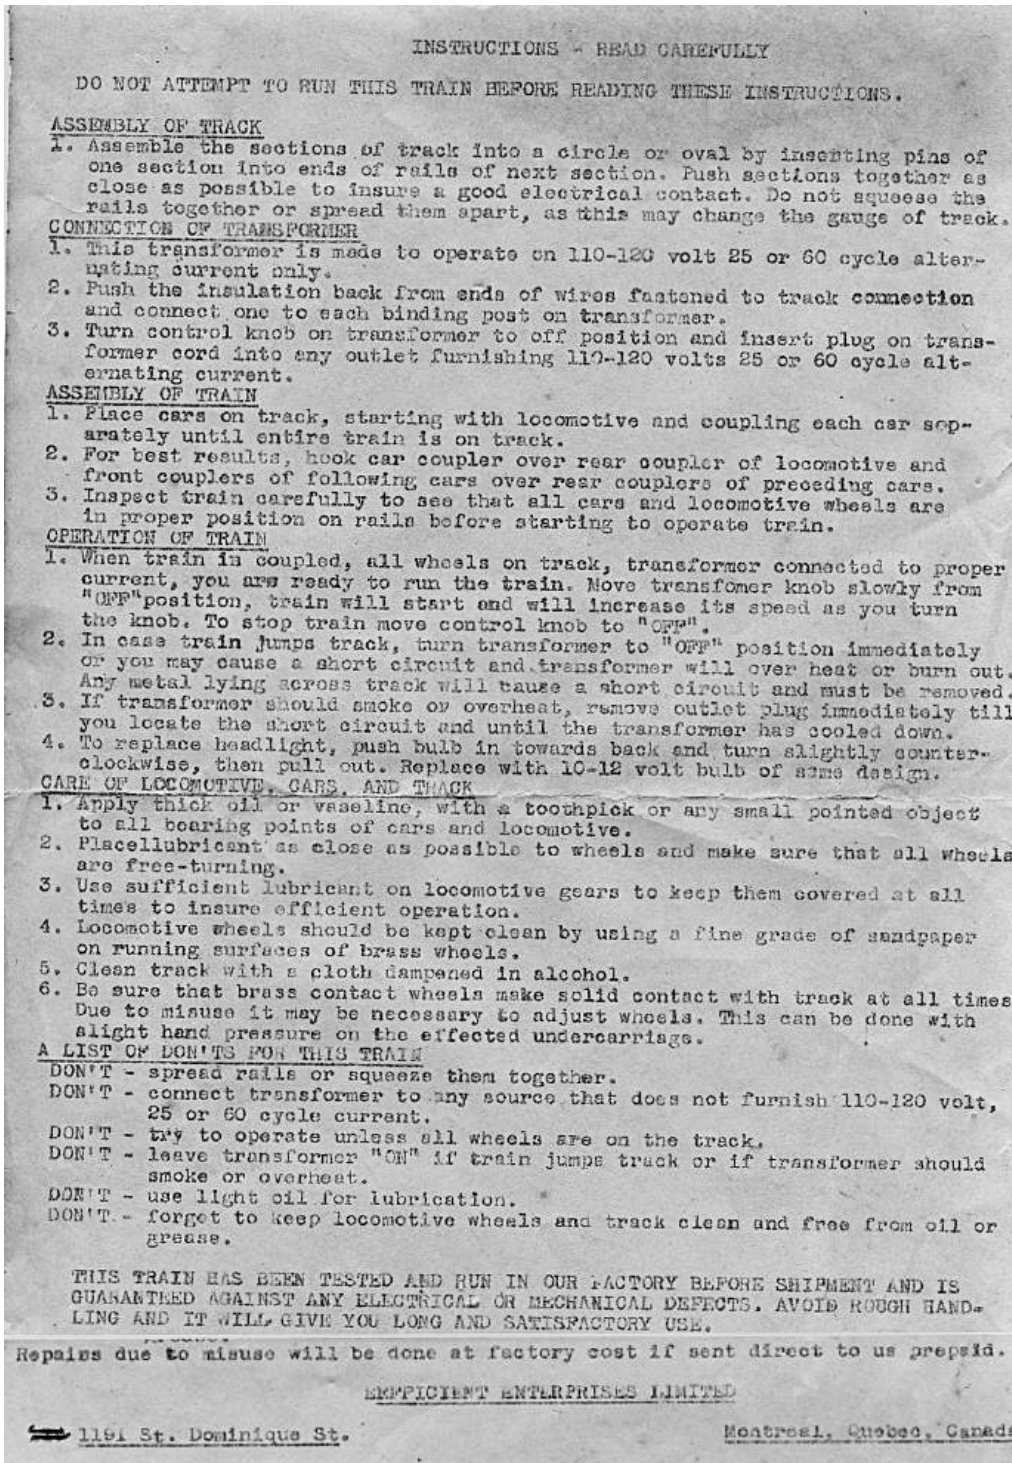 INSTRUCTIONS - READ CAREFULLY
DO NOT ATTEMPT TO RUN THIS TRAIN BEFORE READING THESE INSTRUCTIONS.
ASSEMBLY OF TRACK
1. Assemble the sections of track into a circle or oval by inserting pins of
one section into ends of rails of next section. Push sections together as
close as possible to insure a good electrical contact. Do not squeese the
rails together or spread them apart, as this may change the gauge of track.
CONNECTION OF TRANSFORMER
1. This transformer is made to operate on 110-120 volt 25 or 60 cycle alter-
nating current only.
2. Push the insulation back from ends of wires fastened to track connection
and connect one to each binding post on transformer.
3. Turn control knob on transformer to off position and insert plug on trans-
former cord into any outlet furnishing 110-120 volts 25 or 60 cycle alt-
ernating current.
ASSEMBLY OF TRAIN
1. Place cars on track, starting with locomotive and coupling each car sep-
arately until entire train is on track.
2. For best results, hook car coupler over rear coupler of locomotive and
front couplers of following cars over rear couplers of preceding cars.
3. Inspect train carefully to see that all cars and locomotive wheels are
in proper position on rails before starting to operate train.
OPERATION OF TRAIN
1. When train is coupled, all wheels on track, transformer connected to proper
current, you are ready to run the train. Move transfomer knob slowly from
"OFF"position, train will start and will increase its speed as you turn
the knob. To stop train move control knob to "OFF".
2. In case train jumps track, turn transformer to "OFF" position immediately
or you may cause a short circuit and transformer will over heat or burn out.
Any metal lying across track will cause a short circuit and must be removed.
3. If transformer should smoke or overheat, remove outlet plug immediately till
you locate the short circuit and until the transformer has cooled down.
4. To replace headlight, push bulb in towards back and turn slightly counter-
clockwise, then pull out. Replace with 10-12 volt bulb of same design.
CARE OF LOCOMOTIVE, CARS, AND TRACK
1. Apply thick oil or vaseline, with a toothpick or any small pointed object
to all bearing points of cars and locomotive.
2. Placellubricant as close as possible to wheels and make sure that all wheels
are free-turning.
3. Use sufficient lubricant on locomotive gears to keep them covered at all
times to insure efficient operation.
4. Locomotive wheels should be kept clean by using a fine grade of sandpaper
on running surfaces of brass wheels.
5. Clean track with a cloth dampened in alcohol.
6. Be sure that brass contact wheels make solid contact with track at all times
Due to misuse it may be necessary to adjust wheels. This can be done with
slight hand pressure on the effected undercarriage.
A LIST OF DON'TS FOR THIS TRAIN
DON'T - spread rails or squeeze them together.
DON'T - connect transformer to any source that does not furnish 110-120 volt,
25 or 60 cycle current.
DON'T - try to operate unless all wheels are on the track.
DON'T - leave transformer "ON" if train jumps track or if transformer should
smoke or overheat.
DON'T - use light oil for lubrication.
DON'T - forget to keep locomotive wheels and track clean and free from oil or
grease.
THIS TRAIN HAS BEEN TESTED AND RUN IN OUR FACTORY BEFORE SHIPMENT AND IS
GUARANTEED AGAINST ANY ELECTRICAL OR MECHANICAL DEFECTS. AVOID ROUGH HAND-
LING AND IT WILL GIVE YOU LONG AND SATISFACTORY USE.
Repairs due to misuse will be done at factory cost if sent direct to us prepaid.
EFFICIENT ENTERPRISES LIMITED
1191 St. Dominique St.
Montreal, Quebec, Canada